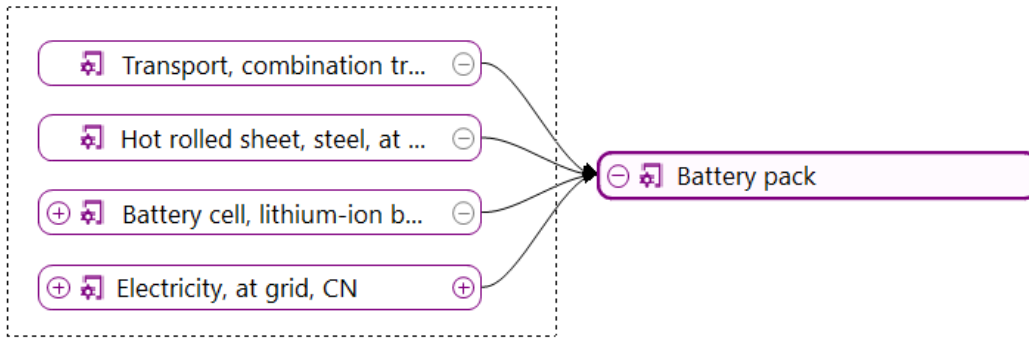 Transport, combination tr...
Hot rolled sheet, steel, at ...
Battery cell, lithium-ion b...
Electricity, at grid, CN
Battery pack